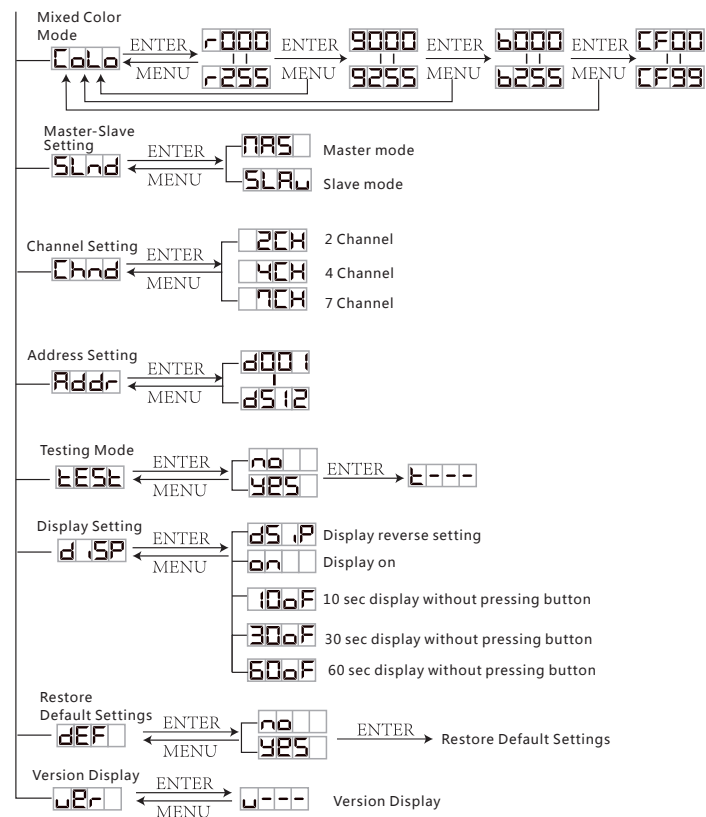 Mixed Color
Mode
CoLo ENTER MENU r000 r255 ENTER MENU g000 g255 ENTER MENU b000 b255 ENTER MENU CF00 CF99
Master-Slave
Setting
SLnd ENTER MENU
MAS Master mode
SLAv Slave mode
Channel Setting
Chnd ENTER MENU
2CH 2 Channel
4CH 4 Channel
7CH 7 Channel
Address Setting
Addr ENTER MENU
d001
d512
Testing Mode
tESt ENTER MENU
no
yES ENTER t---
Display Setting
diSP ENTER MENU
dSiP Display reverse setting
on Display on
10oF 10 sec display without pressing button
30oF 30 sec display without pressing button
60oF 60 sec display without pressing button
Restore
Default Settings
dEF ENTER MENU
no
yES ENTER Restore Default Settings
Version Display
vEr ENTER MENU v--- Version Display